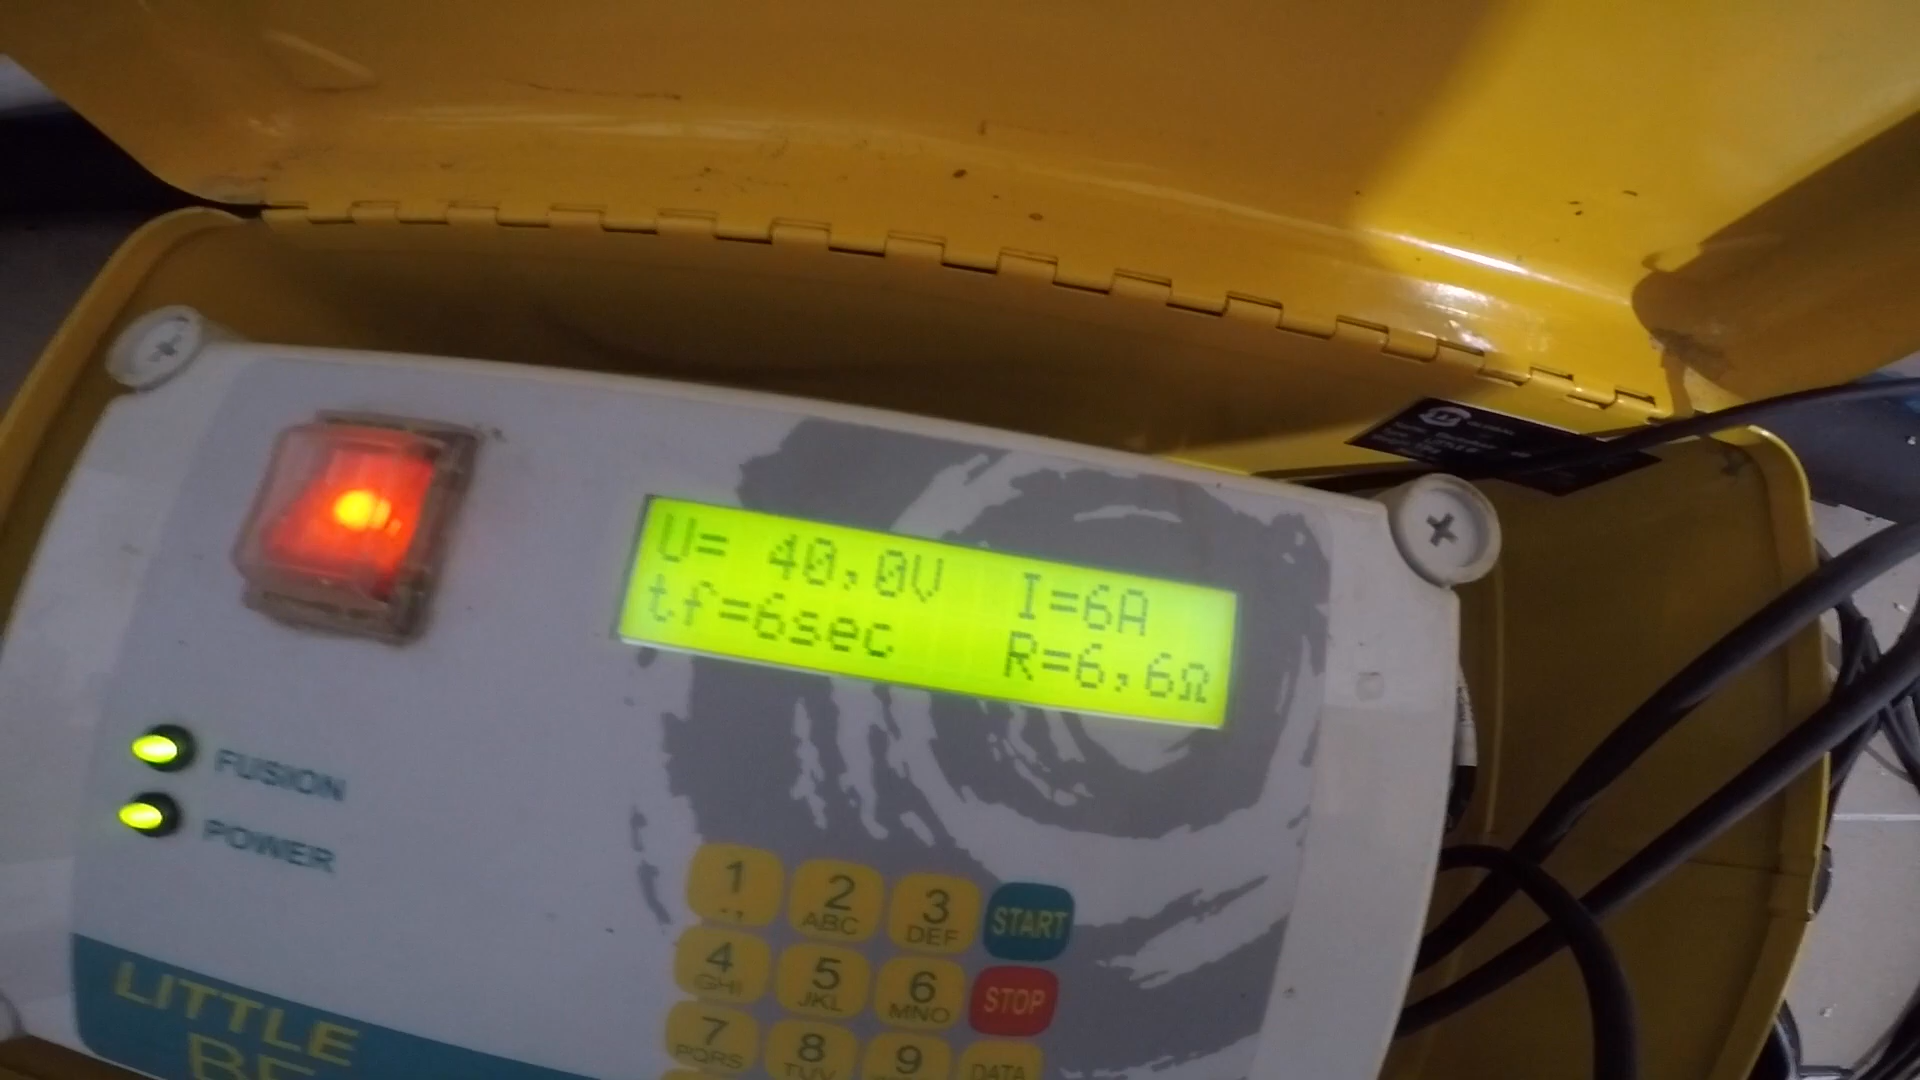 U= 40,0V I=6A
tf=6sec R=6,6Ω
FUSION
POWER
1
2 ABC
3 DEF
START
4 GHI
5 JKL
6 MNO
STOP
7 PQRS
8 TUV
9
DATA
LITTLE